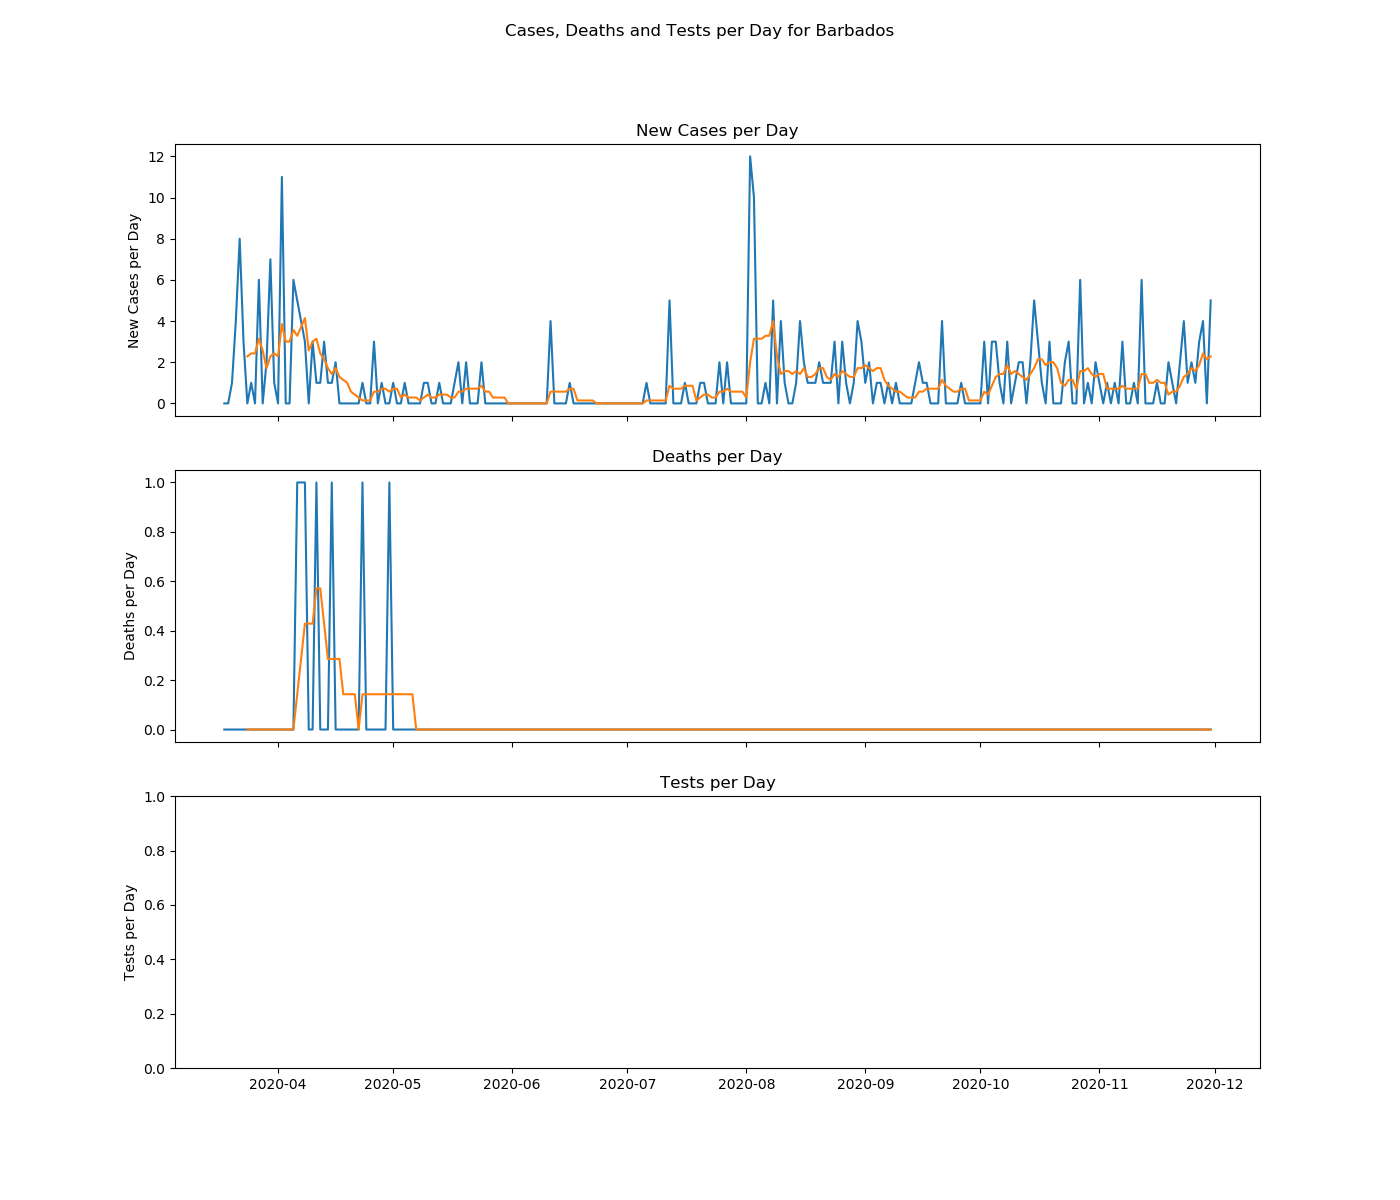 Cases, Deaths and Tests per Day for Barbados
New Cases per Day
New Cases per Day
12
10
8
6
4
2
0
Deaths per Day
Deaths per Day
1.0
0.8
0.6
0.4
0.2
0.0
Tests per Day
Tests per Day
1.0
0.8
0.6
0.4
0.2
0.0
2020-04 2020-05 2020-06 2020-07 2020-08 2020-09 2020-10 2020-11 2020-12